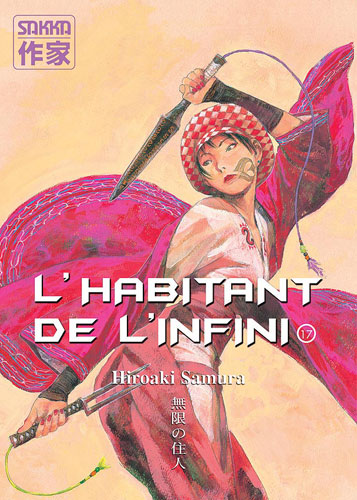 SAKKA
作家
L'HABITANT
DE L'INFINI 17
Hiroaki Samura
無限の住人